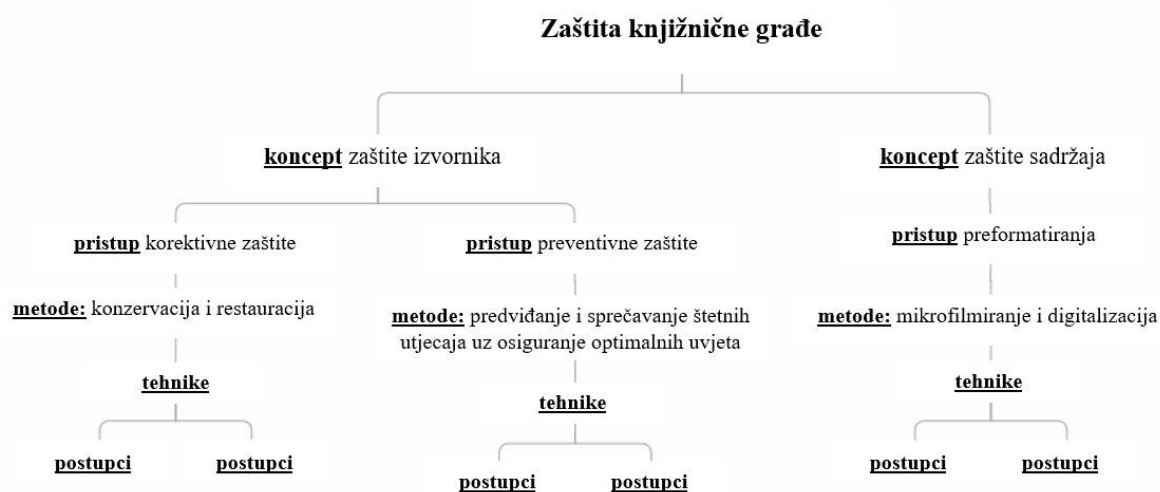 Zaštita knjižnične građe
koncept zaštite izvornika
koncept zaštite sadržaja
pristup korektivne zaštite
pristup preventivne zaštite
pristup preformatiranja
metode: konzervacija i restauracija
metode: predviđanje i sprečavanje štetnih
utjecaja uz osiguranje optimalnih uvjeta
metode: mikrofilmiranje i digitalizacija
tehnike
tehnike
tehnike
postupci
postupci
postupci
postupci
postupci
postupci